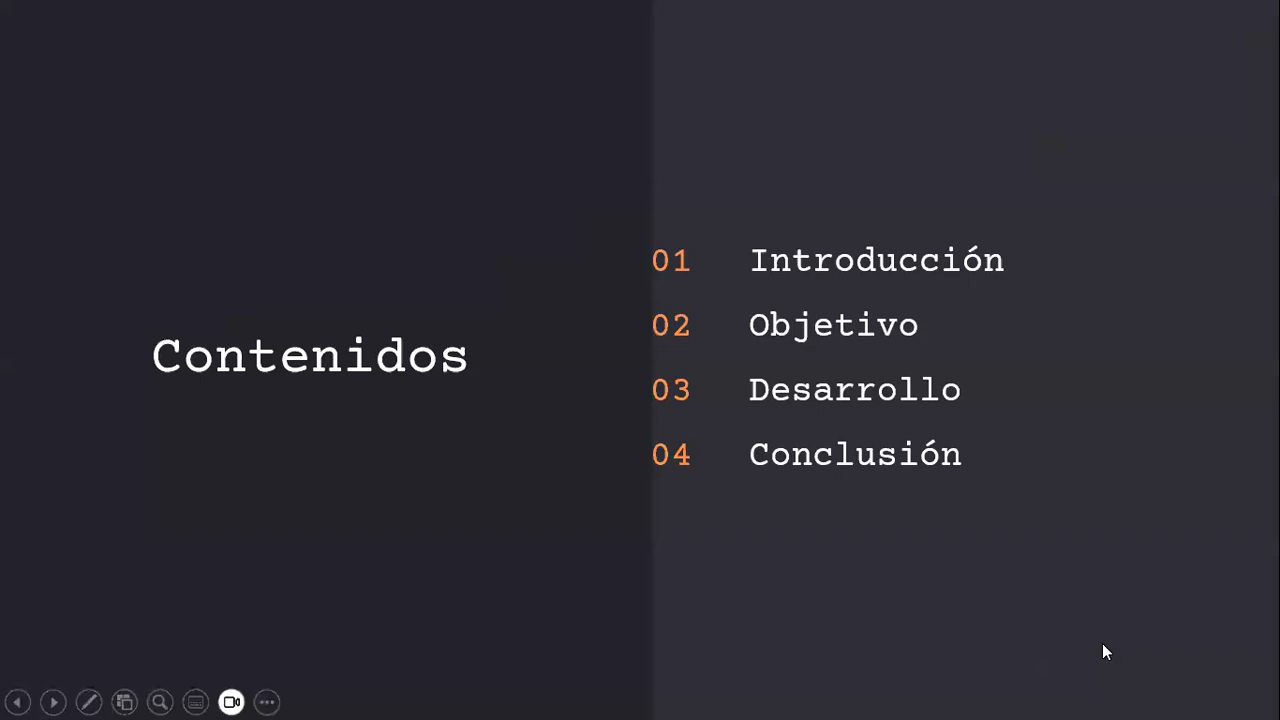 Contenidos
01 Introducción
02 Objetivo
03 Desarrollo
04 Conclusión